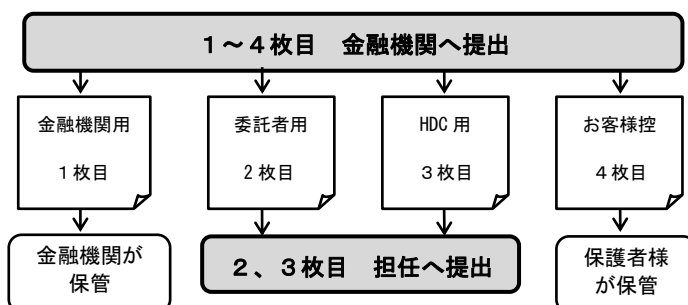 1～4枚目　金融機関へ提出
金融機関用
1枚目
委託者用
2枚目
HDC用
3枚目
お客様控
4枚目
金融機関が
保管
2、3枚目　担任へ提出
保護者様
が保管